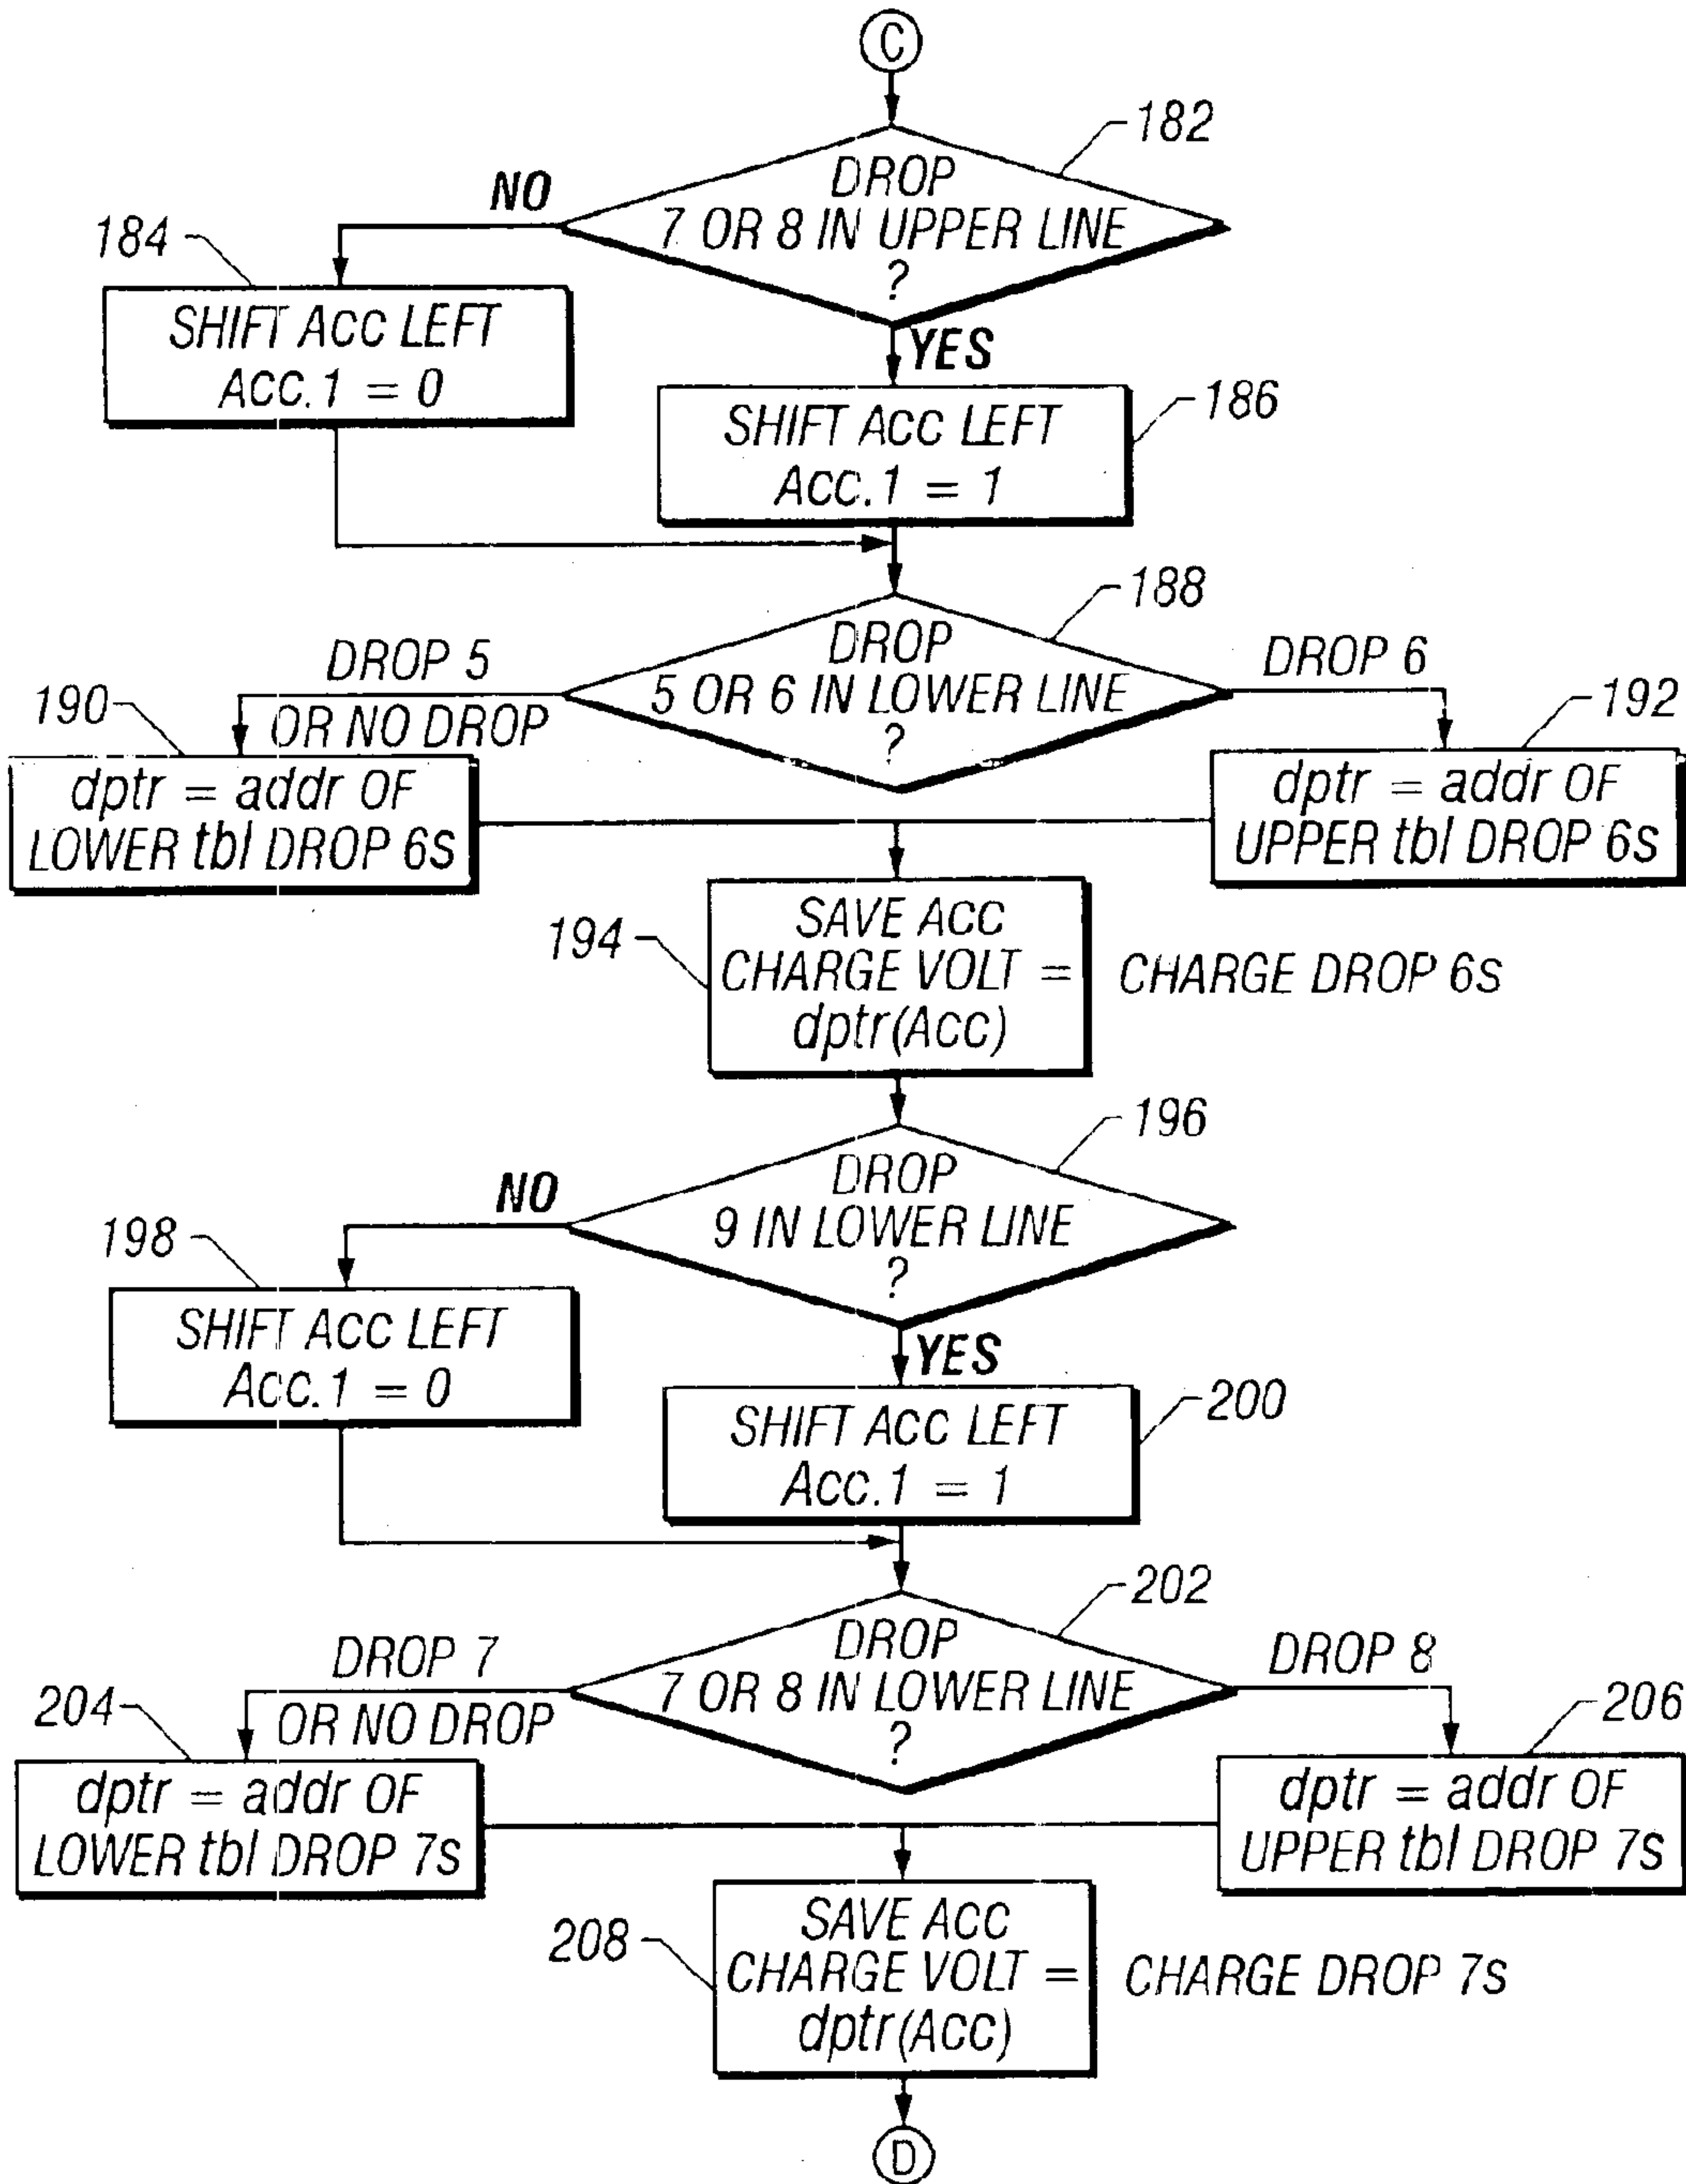 C
182
DROP
7 OR 8 IN UPPER LINE
?
NO
YES
184
SHIFT ACC LEFT
ACC.1 = 0
186
SHIFT ACC LEFT
ACC.1 = 1
188
DROP
5 OR 6 IN LOWER LINE
?
DROP 5
OR NO DROP
DROP 6
190
dptr = addr OF
LOWER tbl DROP 6s
192
dptr = addr OF
UPPER tbl DROP 6s
194
SAVE ACC
CHARGE VOLT =
dptr(ACC)
CHARGE DROP 6s
196
DROP
9 IN LOWER LINE
?
NO
YES
198
SHIFT ACC LEFT
ACC.1 = 0
200
SHIFT ACC LEFT
ACC.1 = 1
202
DROP
7 OR 8 IN LOWER LINE
?
DROP 7
OR NO DROP
DROP 8
204
dptr = addr OF
LOWER tbl DROP 7s
206
dptr = addr OF
UPPER tbl DROP 7s
208
SAVE ACC
CHARGE VOLT =
dptr(ACC)
CHARGE DROP 7s
D